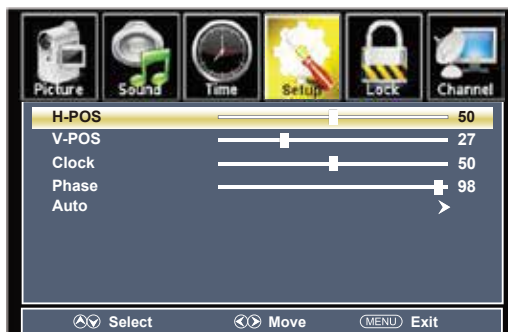 Picture Sound Time Setup Lock Channel
H-POS 50
V-POS 27
Clock 50
Phase 98
Auto
Select Move MENU Exit